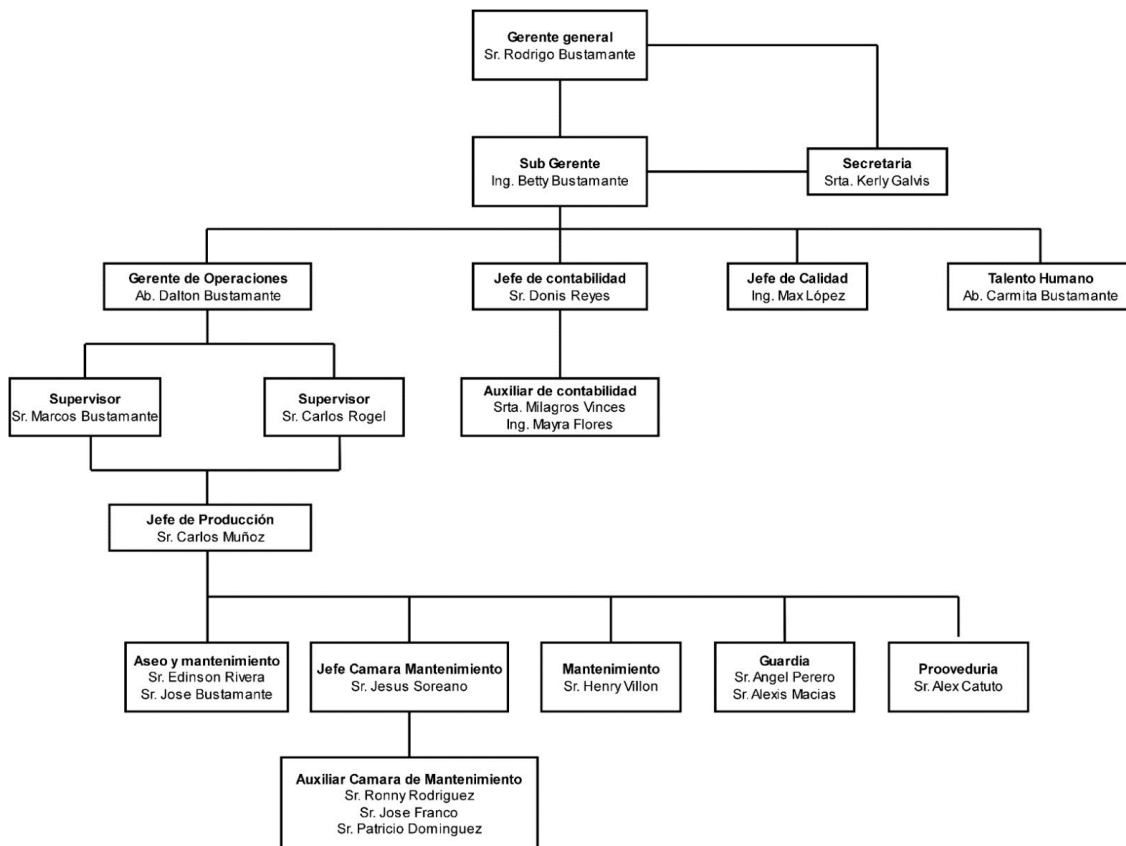 Gerente general
Sr. Rodrigo Bustamante
Sub Gerente
Ing. Betty Bustamante
Secretaria
Srta. Kerly Galvis
Gerente de Operaciones
Ab. Dalton Bustamante
Jefe de contabilidad
Sr. Donis Reyes
Jefe de Calidad
Ing. Max López
Talento Humano
Ab. Carmita Bustamante
Supervisor
Sr. Marcos Bustamante
Supervisor
Sr. Carlos Rogel
Auxiliar de contabilidad
Srta. Milagros Vinces
Ing. Mayra Flores
Jefe de Producción
Sr. Carlos Muñoz
Aseo y mantenimiento
Sr. Edinson Rivera
Sr. Jose Bustamante
Jefe Camara Mantenimiento
Sr. Jesus Soreano
Mantenimiento
Sr. Henry Villon
Guardia
Sr. Angel Perero
Sr. Alexis Macias
Prooveduria
Sr. Alex Catuto
Auxiliar Camara de Mantenimiento
Sr. Ronny Rodriguez
Sr. Jose Franco
Sr. Patricio Dominguez